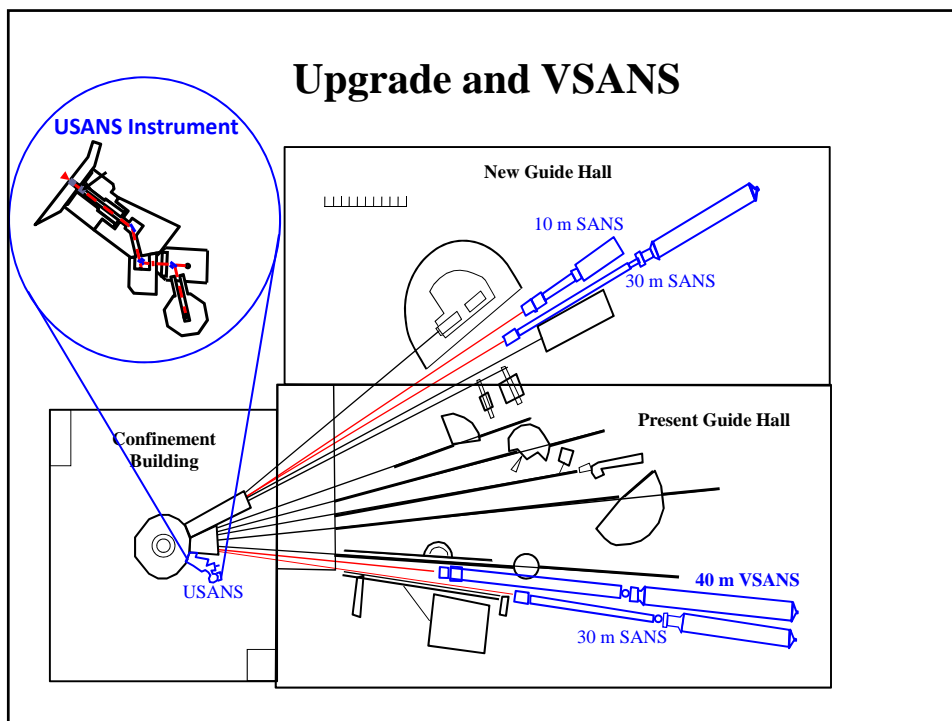 Upgrade and VSANS
USANS Instrument
New Guide Hall
10 m SANS
30 m SANS
Present Guide Hall
Confinement
Building
USANS
40 m VSANS
30 m SANS